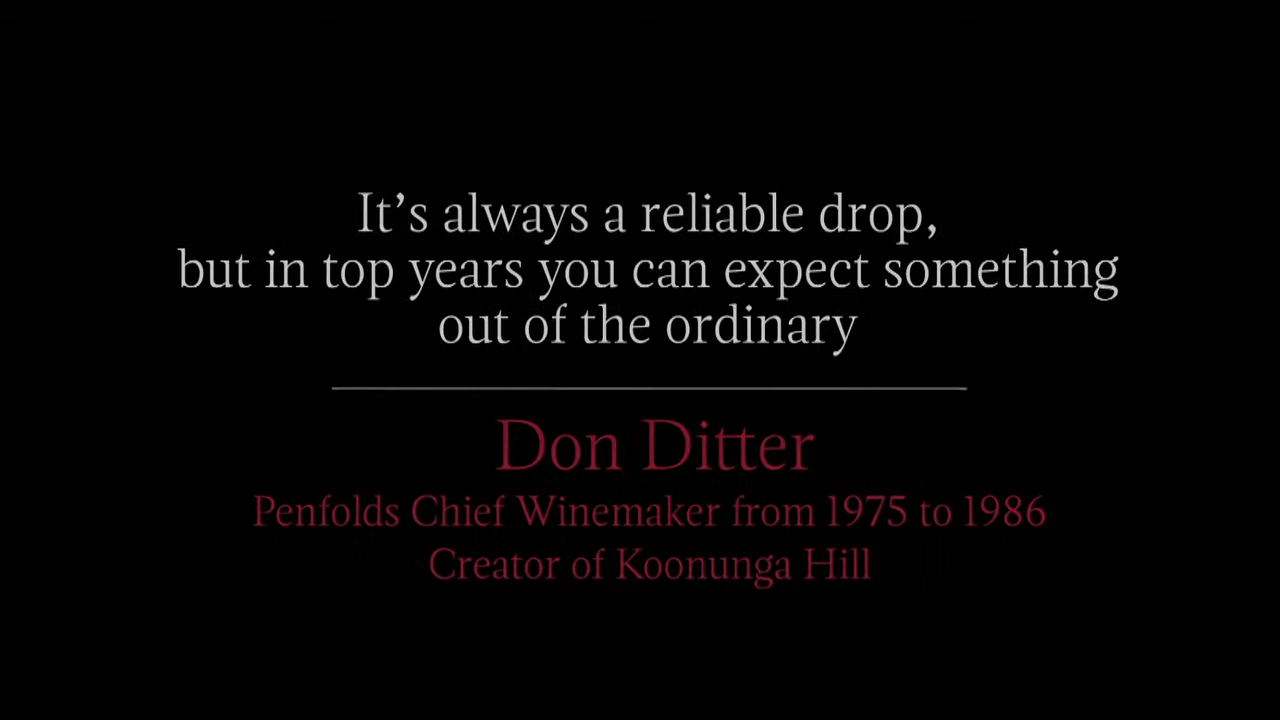 It’s always a reliable drop,
but in top years you can expect something
out of the ordinary
Don Ditter
Penfolds Chief Winemaker from 1975 to 1986
Creator of Koonunga Hill